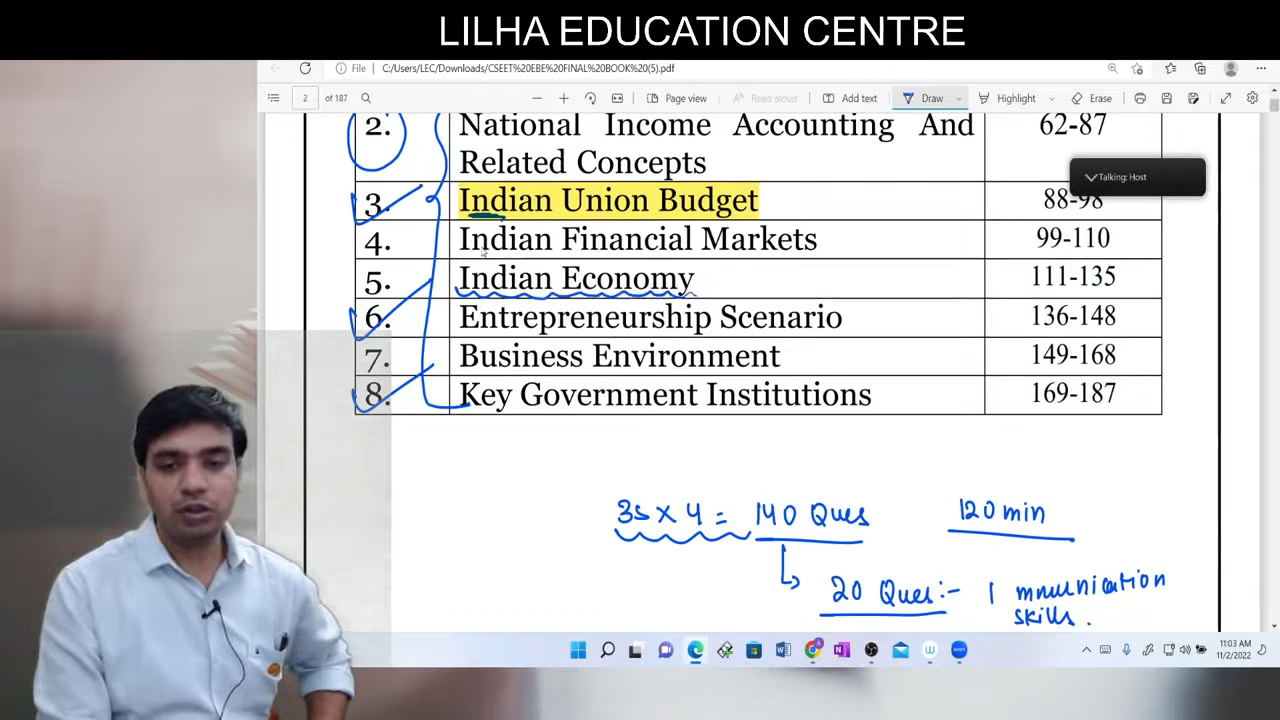 LILHA EDUCATION CENTRE
File C:/Users/LEC/Downloads/CSEET%20EBE%20FINAL%20BOOK%20(5).pdf
2 of 187 Page view Read aloud Add text Draw Highlight Erase
2. National Income Accounting And 62-87
Related Concepts
Talking: Host
3. Indian Union Budget 88-98
4. Indian Financial Markets 99-110
5. Indian Economy 111-135
6. Entrepreneurship Scenario 136-148
7. Business Environment 149-168
8. Key Government Institutions 169-187
35 x 4 = 140 Ques 120 min
20 Ques:-
skills.
11:03 AM
11/2/2022